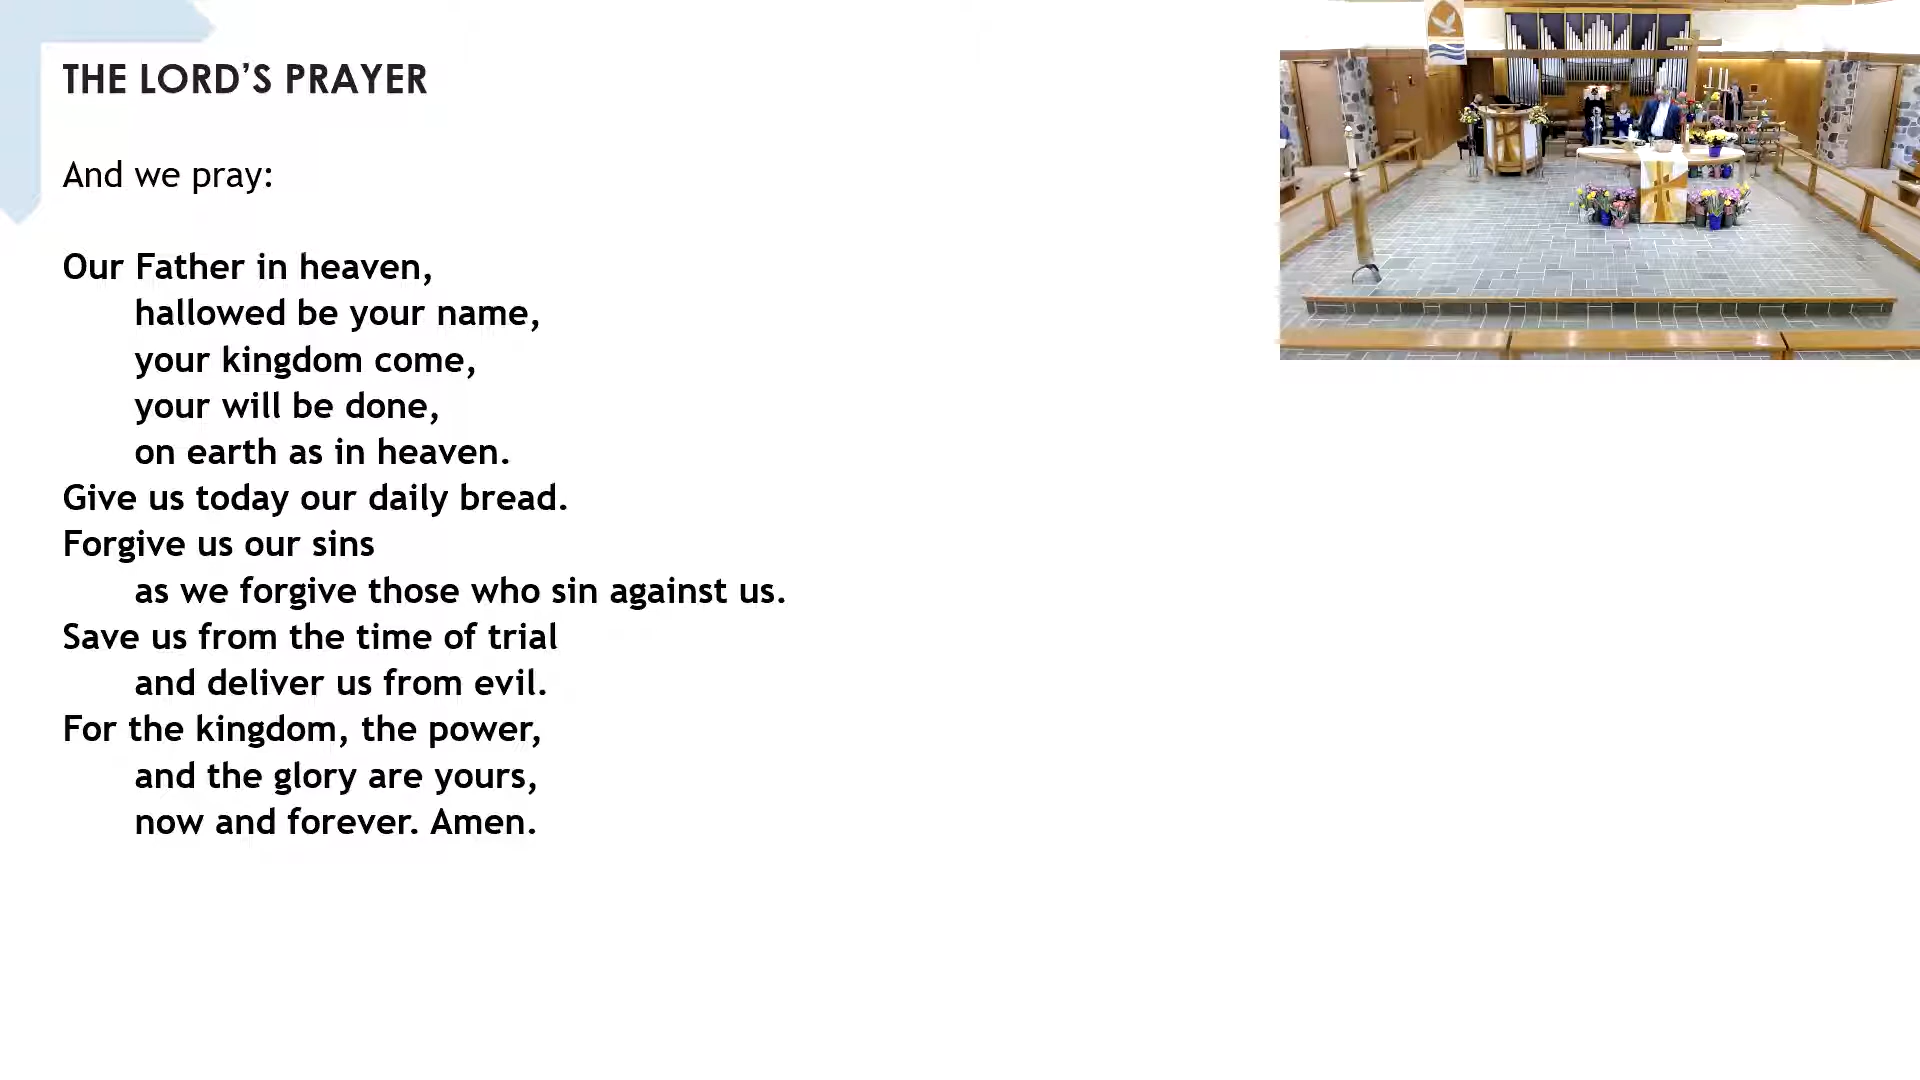 THE LORD’S PRAYER
And we pray:
Our Father in heaven,
hallowed be your name,
your kingdom come,
your will be done,
on earth as in heaven.
Give us today our daily bread.
Forgive us our sins
as we forgive those who sin against us.
Save us from the time of trial
and deliver us from evil.
For the kingdom, the power,
and the glory are yours,
now and forever. Amen.